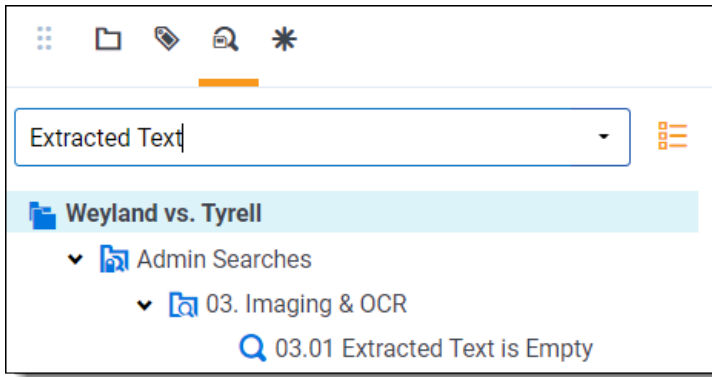 Extracted Text
Weyland vs. Tyrell
Admin Searches
03. Imaging & OCR
03.01 Extracted Text is Empty